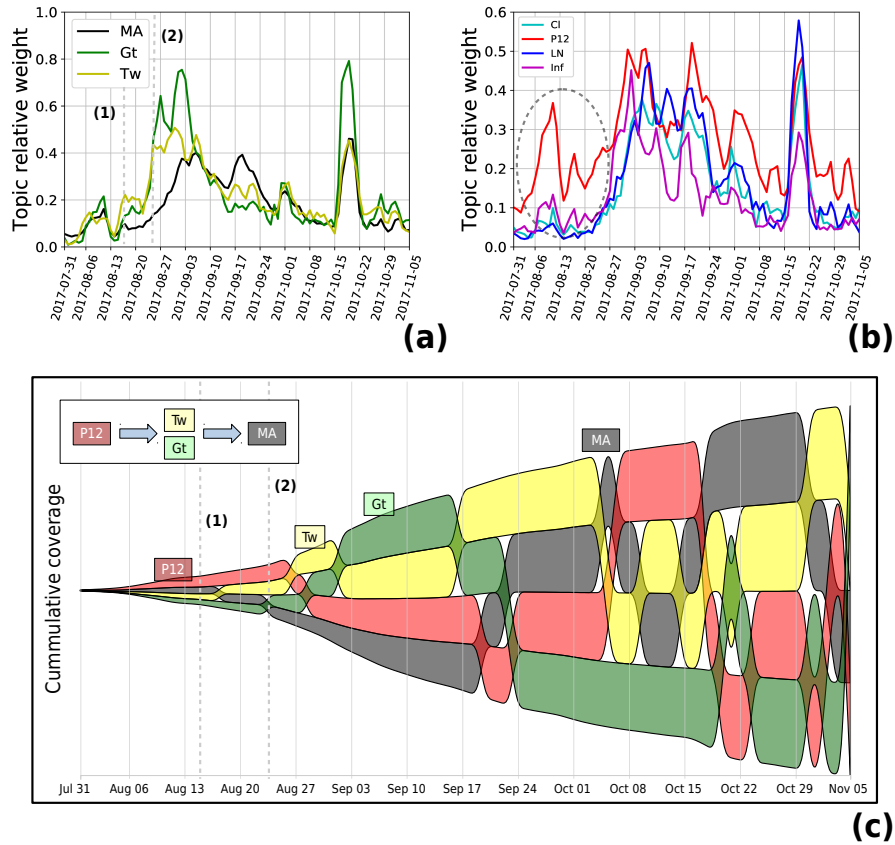 Topic relative weight
1.0
0.8
0.6
0.4
0.2
0.0
MA
Gt
Tw
(1)
(2)
2017-07-31
2017-08-06
2017-08-13
2017-08-20
2017-08-27
2017-09-03
2017-09-10
2017-09-17
2017-09-24
2017-10-01
2017-10-08
2017-10-15
2017-10-22
2017-10-29
2017-11-05
(a)
Topic relative weight
0.6
0.5
0.4
0.3
0.2
0.1
0.0
Cl
P12
LN
Inf
2017-07-31
2017-08-06
2017-08-13
2017-08-20
2017-08-27
2017-09-03
2017-09-10
2017-09-17
2017-09-24
2017-10-01
2017-10-08
2017-10-15
2017-10-22
2017-10-29
2017-11-05
(b)
Cummulative coverage
P12
Tw
Gt
MA
(1)
(2)
P12
Tw
Gt
MA
Jul 31
Aug 06
Aug 13
Aug 20
Aug 27
Sep 03
Sep 10
Sep 17
Sep 24
Oct 01
Oct 08
Oct 15
Oct 22
Oct 29
Nov 05
(c)